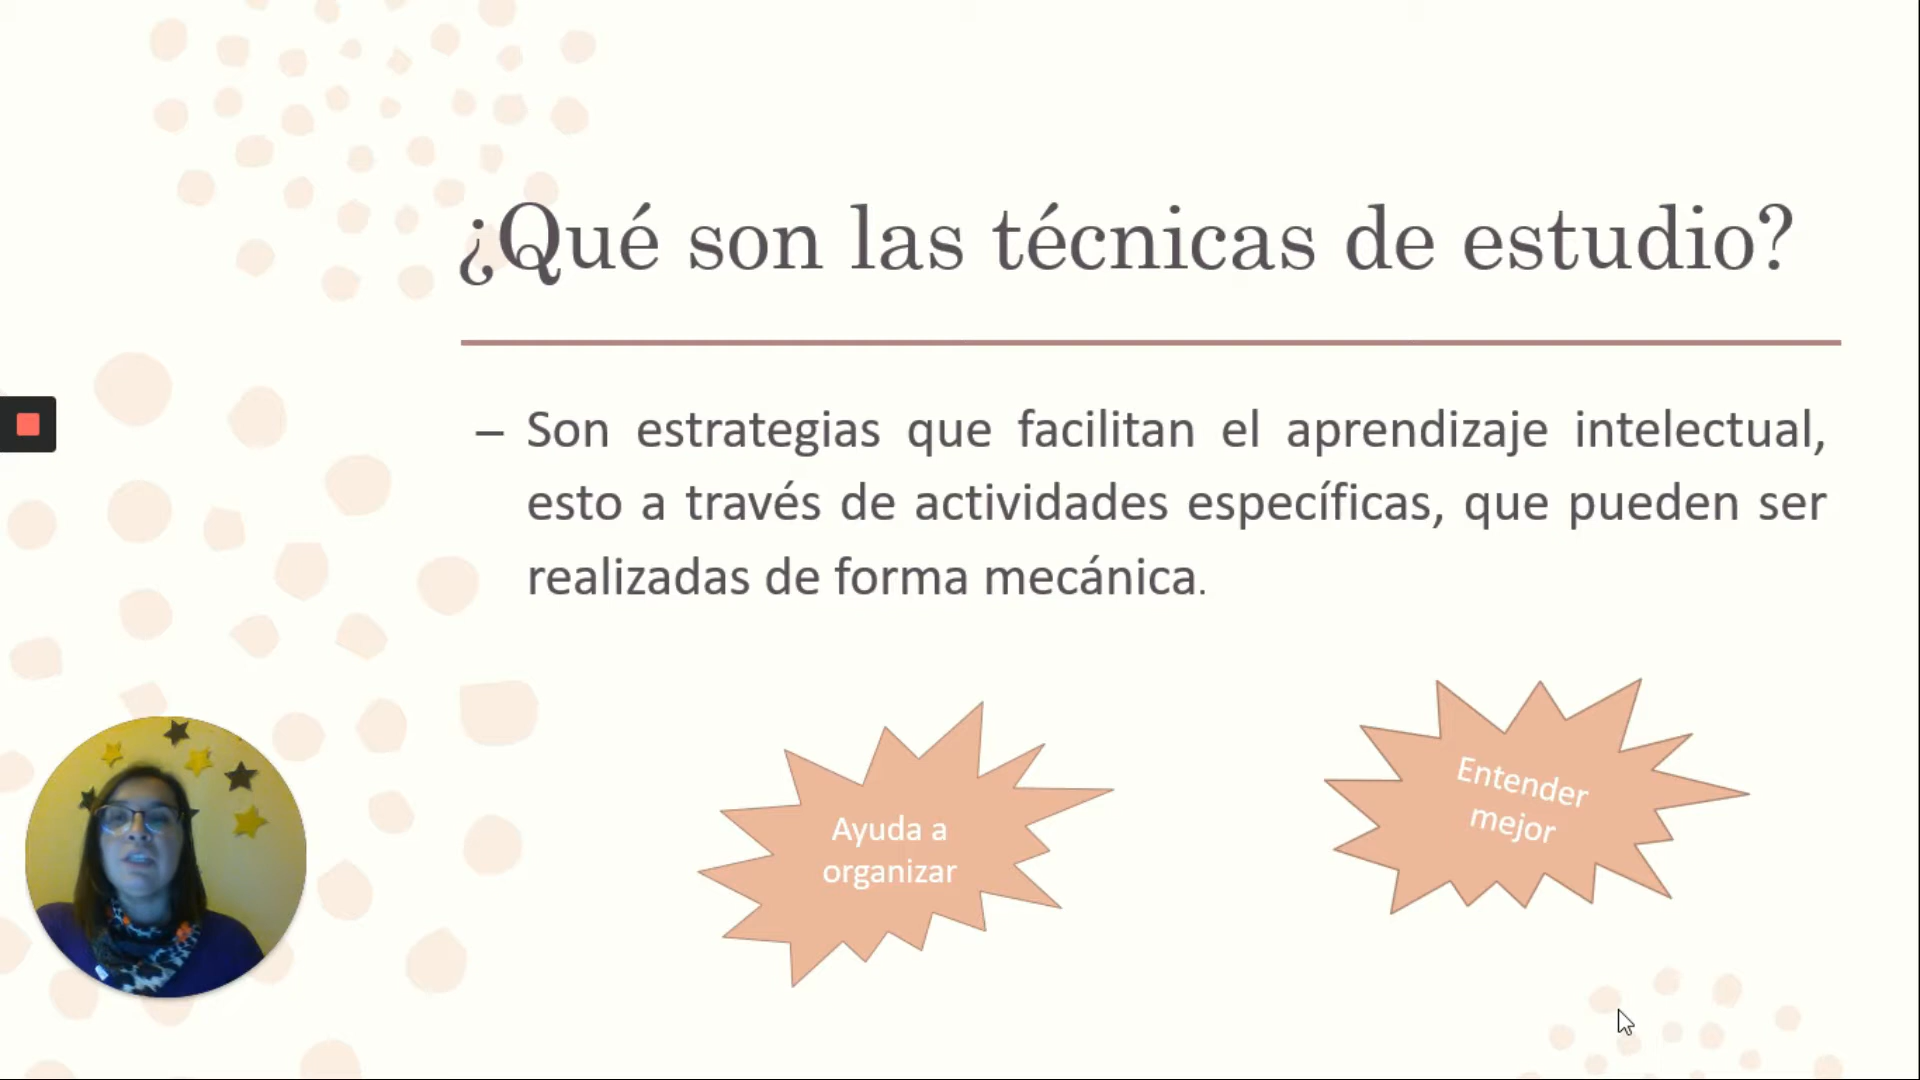 ¿Qué son las técnicas de estudio?
– Son estrategias que facilitan el aprendizaje intelectual,
esto a través de actividades específicas, que pueden ser
realizadas de forma mecánica.
Ayuda a
organizar
Entender
mejor